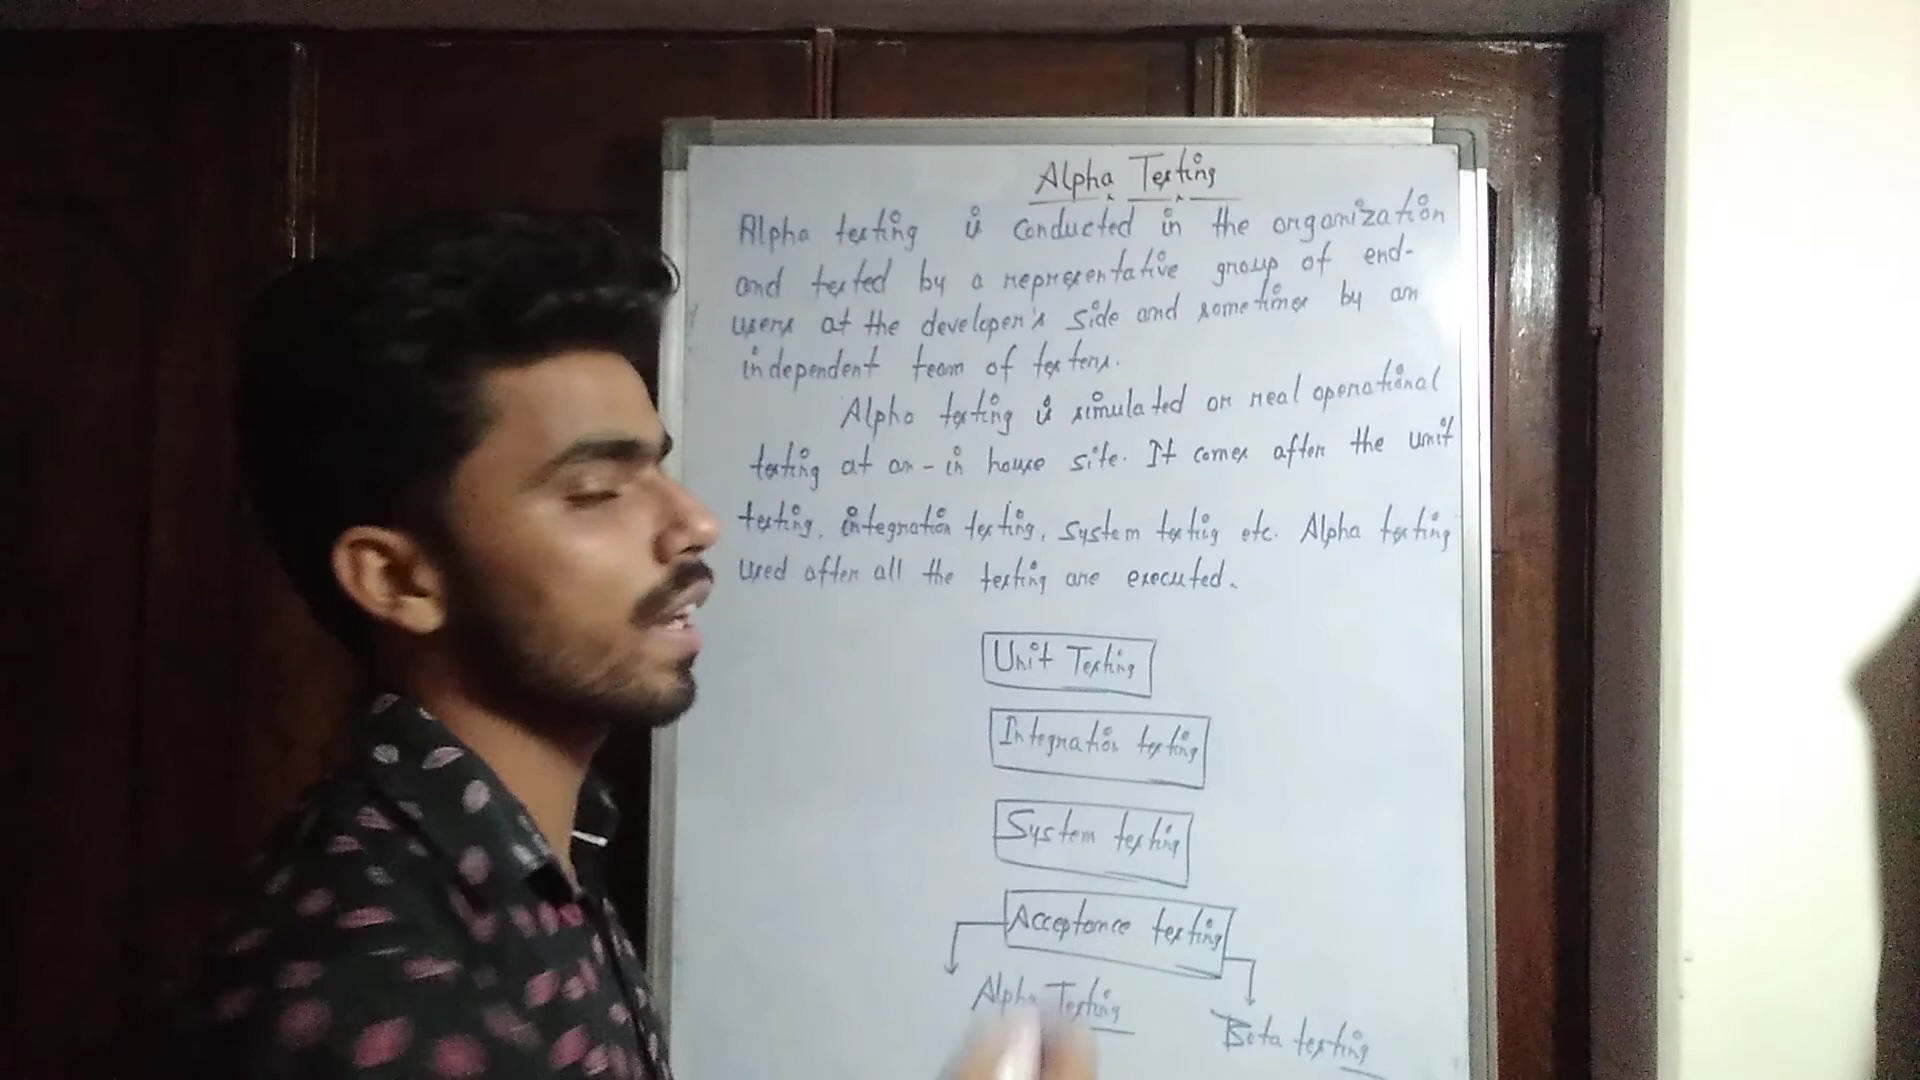 Alpha Testing
Alpha testing is conducted in the organization
and tested by a representative group of end-
users at the developer's side and sometimes by an
independent team of testers.
Alpha testing is simulated or real operational
testing at an-in house site. It comes after the unit
testing, integration testing, system testing etc. Alpha testing
used after all the testing are executed.
Unit Testing
Integration testing
System testing
Acceptance testing
Alpha Testing
Beta testing